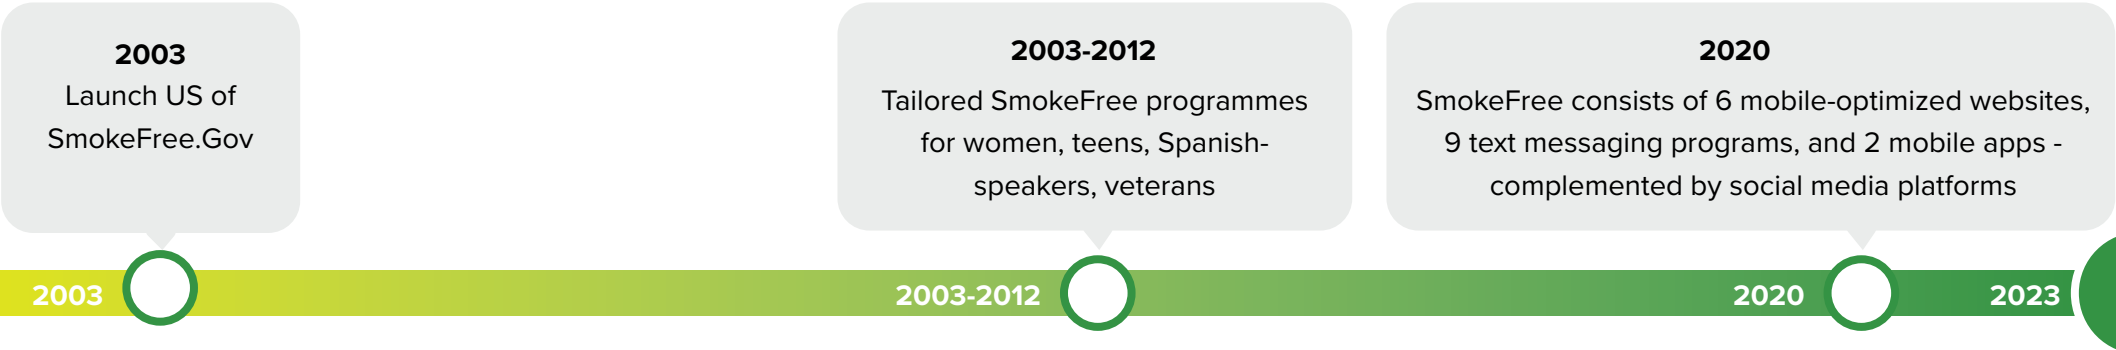 2003
Launch US of
SmokeFree.Gov
2003-2012
Tailored SmokeFree programmes
for women, teens, Spanish-
speakers, veterans
2020
SmokeFree consists of 6 mobile-optimized websites,
9 text messaging programs, and 2 mobile apps -
complemented by social media platforms
2003
2003-2012
2020
2023